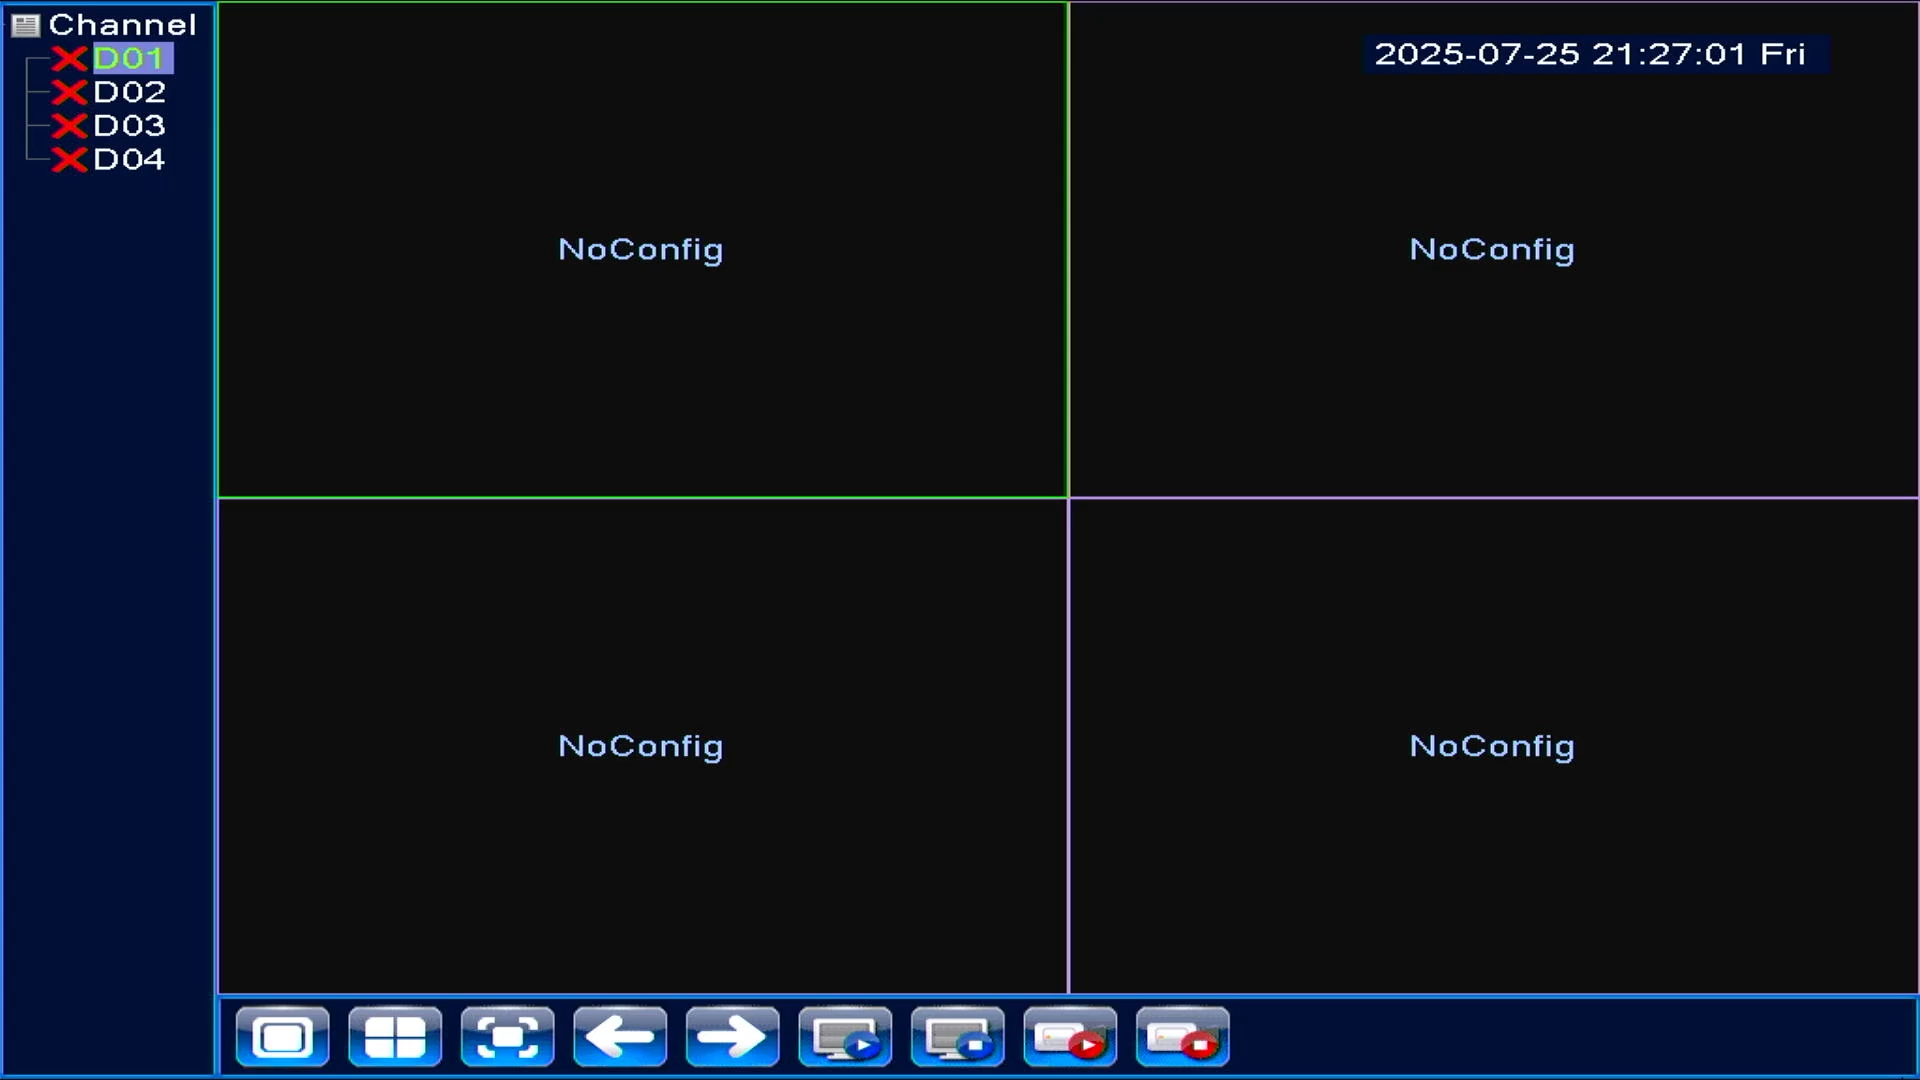 Channel
D01
D02
D03
D04
2025-07-25 21:27:01 Fri
NoConfig
NoConfig
NoConfig
NoConfig